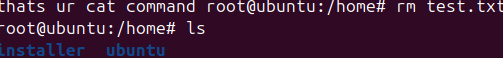 thats ur cat command root@ubuntu:/home# rm test.txt
root@ubuntu:/home# ls
installer  ubuntu